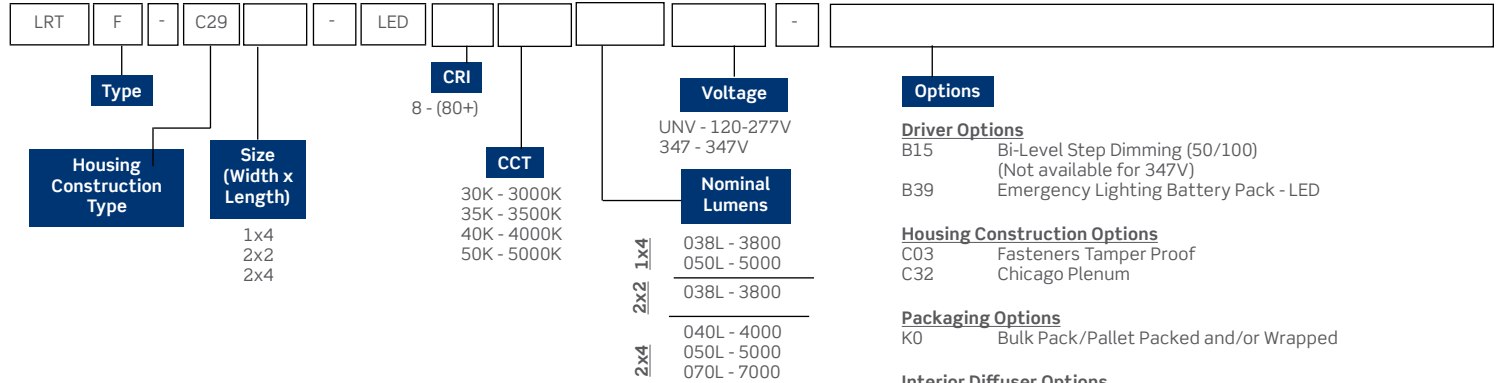 LRT F - C29 - LED -
Type
Housing
Construction
Type
Size
(Width x
Length)
1x4
2x2
2x4
CRI
8 - (80+)
CCT
30K - 3000K
35K - 3500K
40K - 4000K
50K - 5000K
Voltage
UNV - 120-277V
347 - 347V
Nominal
Lumens
1x4
038L - 3800
050L - 5000
2x2
038L - 3800
2x4
040L - 4000
050L - 5000
070L - 7000
Options
Driver Options
B15 Bi-Level Step Dimming (50/100)
(Not available for 347V)
B39 Emergency Lighting Battery Pack - LED
Housing Construction Options
C03 Fasteners Tamper Proof
C32 Chicago Plenum
Packaging Options
K0 Bulk Pack/Pallet Packed and/or Wrapped
Interior Diffuser Options